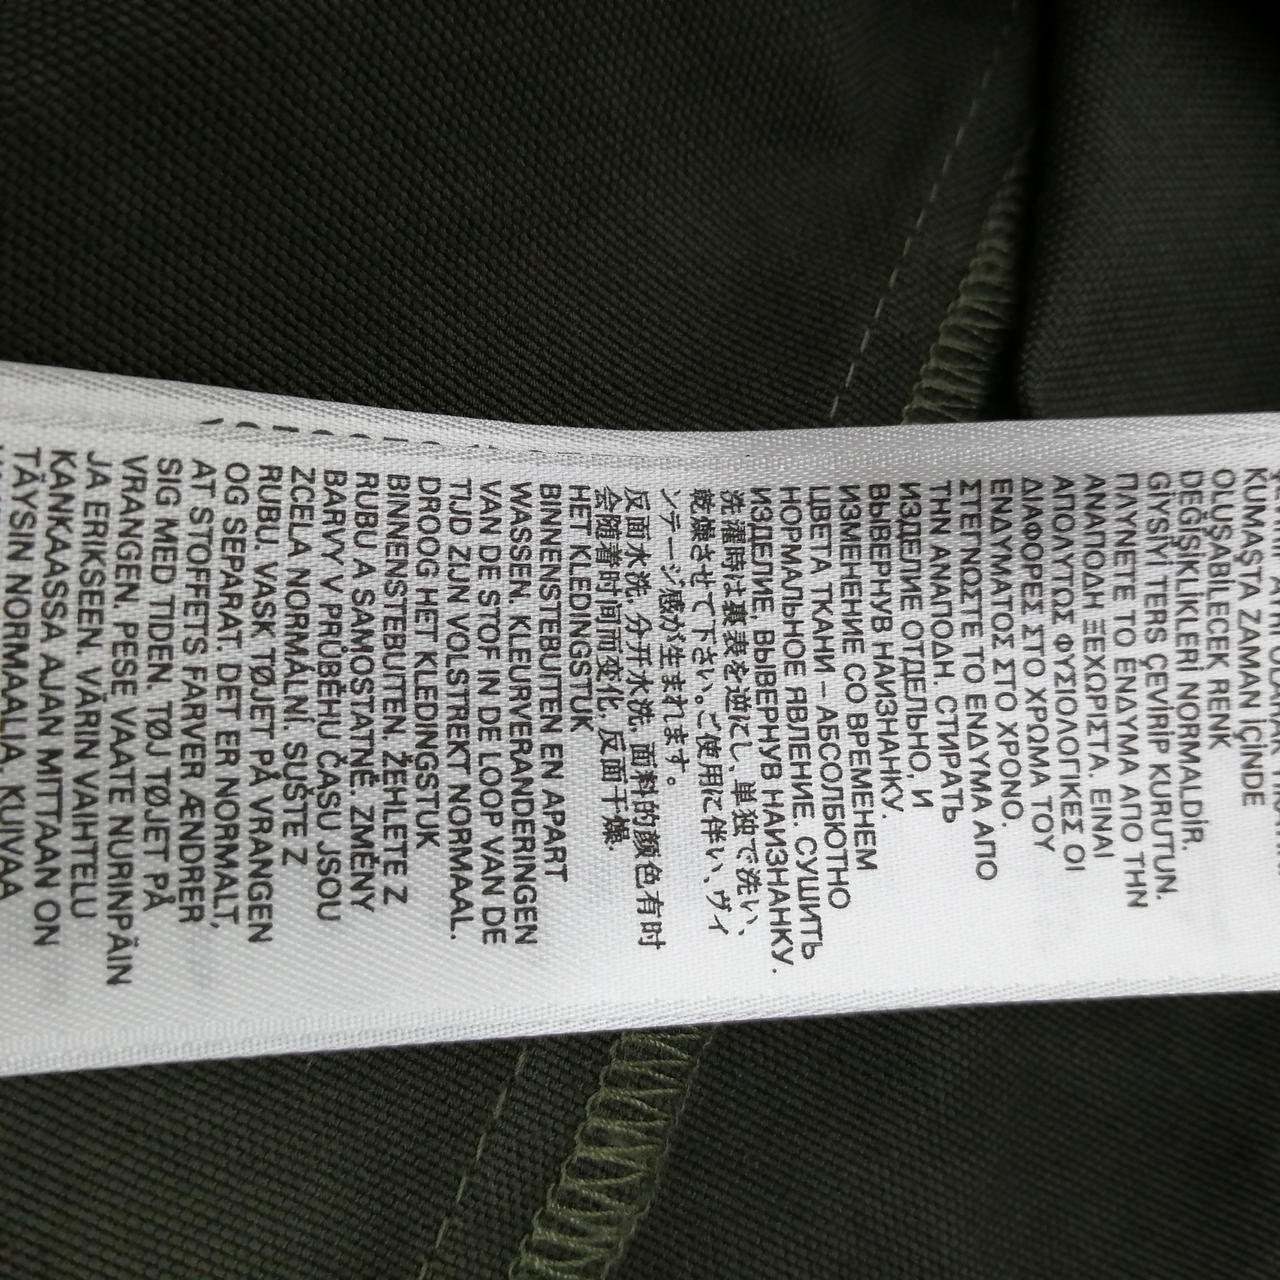 KUMAŞTA ZAMAN İÇİNDE
OLUŞABİLECEK RENK
DEĞİŞİKLİKLERİ NORMALDİR.
GİYSİYİ TERS ÇEVİRİP KURUTUN.
ΠΛΥΝΕΤΕ ΤΟ ΕΝΔΥΜΑ ΑΠΟ ΤΗΝ
ΑΝΑΠΟΔΗ ΞΕΧΩΡΙΣΤΑ. ΕΙΝΑΙ
ΑΠΟΛΥΤΩΣ ΦΥΣΙΟΛΟΓΙΚΕΣ ΟΙ
ΔΙΑΦΟΡΕΣ ΣΤΟ ΧΡΩΜΑ ΤΟΥ
ΕΝΔΥΜΑΤΟΣ ΣΤΟ ΧΡΟΝΟ.
ΣΤΕΓΝΩΣΤΕ ΤΟ ΕΝΔΥΜΑ ΑΠΟ
ΤΗΝ ΑΝΑΠΟΔΗ. СТИРАТЬ
ИЗДЕЛИЕ ОТДЕЛЬНО, И
ВЫВЕРНУВ НАИЗНАНКУ.
ИЗМЕНЕНИЕ СО ВРЕМЕНЕМ
ЦВЕТА ТКАНИ – АБСОЛЮТНО
НОРМАЛЬНОЕ ЯВЛЕНИЕ. СУШИТЬ
ИЗДЕЛИЕ, ВЫВЕРНУВ НАИЗНАНКУ.
洗濯時は裏表を逆にし、単独で洗い、
乾燥させて下さい。ご使用に伴い、ヴィ
ンテージ感が生まれます。
反面水洗, 分开水洗, 面料的颜色有时
会随着时间而变化, 反面干燥.
HET KLEDINGSTUK
BINNENSTEBUITEN EN APART
WASSEN. KLEURVERANDERINGEN
VAN DE STOF IN DE LOOP VAN DE
TIJD ZIJN VOLSTREKT NORMAAL.
DROOG HET KLEDINGSTUK
BINNENSTEBUITEN. ŽEHLETE Z
RUBU A SAMOSTATNĚ. ZMĚNY
BARVY V PRŮBĚHU ČASU JSOU
ZCELA NORMÁLNÍ. SUŠTE Z
RUBU. VASK TØJET PÅ VRANGEN
OG SEPARAT. DET ER NORMALT,
AT STOFFETS FARVER ÆNDRER
SIG MED TIDEN. TØJ TØJET PÅ
VRANGEN. PESE VAATE NURINPÄIN
JA ERIKSEEN. VÄRIN VAIHTELU
KANKAASSA AJAN MITTAAN ON
TÄYSIN NORMAALIA. KUIVAA